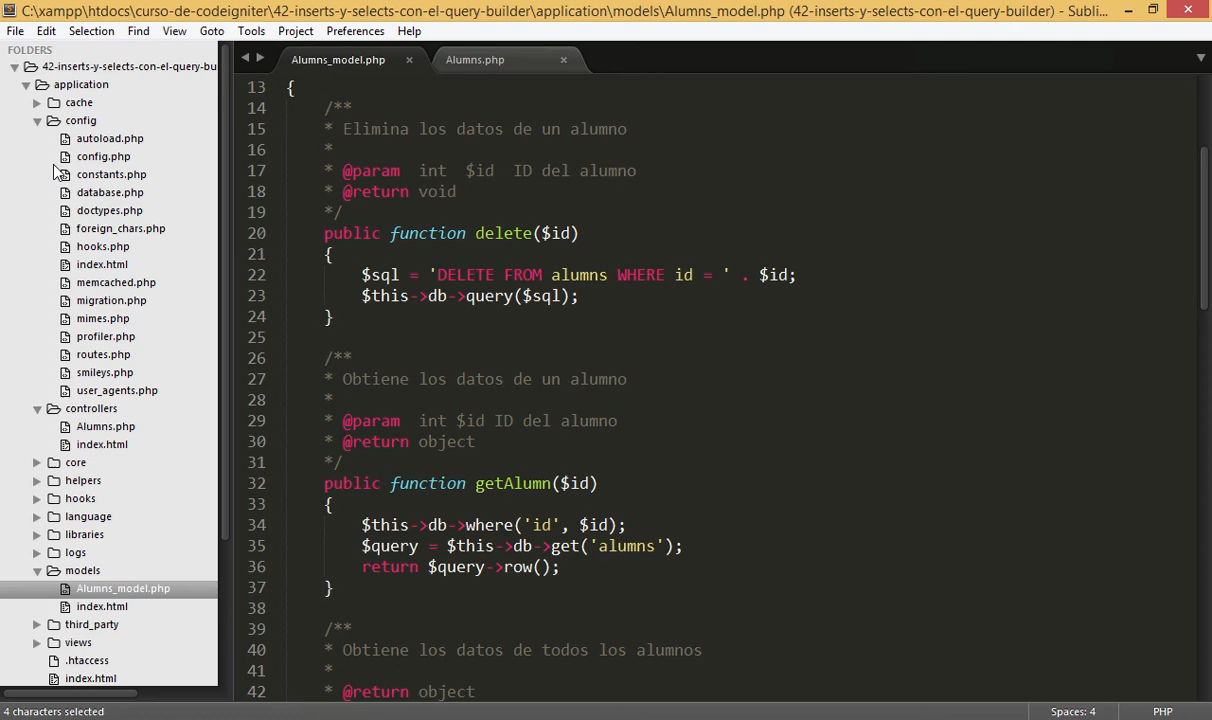 C:\xampp\htdocs\curso-de-codeigniter\42-inserts-y-selects-con-el-query-builder\application\models\Alumns_model.php (42-inserts-y-selects-con-el-query-builder) - Subli...
File Edit Selection Find View Goto Tools Project Preferences Help
FOLDERS
42-inserts-y-selects-con-el-query-bu
application
cache
config
autoload.php
config.php
constants.php
database.php
doctypes.php
foreign_chars.php
hooks.php
index.html
memcached.php
migration.php
mimes.php
profiler.php
routes.php
smileys.php
user_agents.php
controllers
Alumns.php
index.html
core
helpers
hooks
language
libraries
logs
models
Alumns_model.php
index.html
third_party
views
.htaccess
index.html
Alumns_model.php × Alumns.php ×
13 {
14 /**
15 * Elimina los datos de un alumno
16 *
17 * @param int $id ID del alumno
18 * @return void
19 */
20 public function delete($id)
21 {
22 $sql = 'DELETE FROM alumns WHERE id = ' . $id;
23 $this->db->query($sql);
24 }
25
26 /**
27 * Obtiene los datos de un alumno
28 *
29 * @param int $id ID del alumno
30 * @return object
31 */
32 public function getAlumn($id)
33 {
34 $this->db->where('id', $id);
35 $query = $this->db->get('alumns');
36 return $query->row();
37 }
38
39 /**
40 * Obtiene los datos de todos los alumnos
41 *
42 * @return object
4 characters selected Spaces: 4 PHP